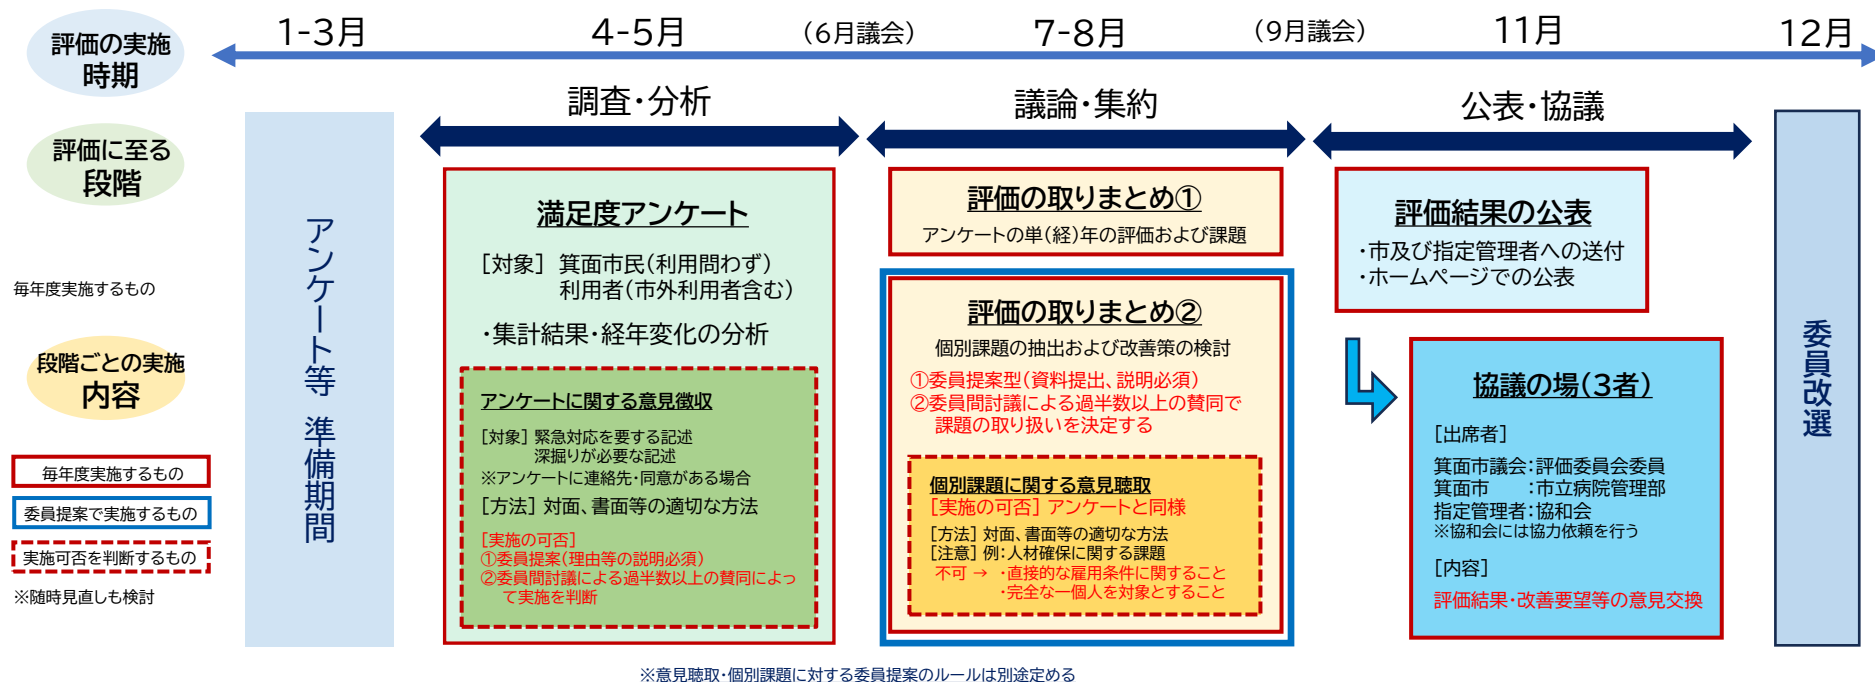 評価の実施
時期
1-3月
4-5月
(6月議会)
7-8月
(9月議会)
11月
12月
評価に至る
段階
調査・分析
議論・集約
公表・協議
毎年度実施するもの
段階ごとの実施
内容
毎年度実施するもの
委員提案で実施するもの
実施可否を判断するもの
※随時見直しも検討
アンケート等 準備期間
満足度アンケート
[対象] 箕面市民(利用問わず)
利用者(市外利用者含む)
・集計結果・経年変化の分析
アンケートに関する意見徴収
[対象] 緊急対応を要する記述
深掘りが必要な記述
※アンケートに連絡先・同意がある場合
[方法] 対面、書面等の適切な方法
[実施の可否]
①委員提案(理由等の説明必須)
②委員間討議による過半数以上の賛同によっ
て実施を判断
評価の取りまとめ①
アンケートの単(経)年の評価および課題
評価の取りまとめ②
個別課題の抽出および改善策の検討
①委員提案型(資料提出、説明必須)
②委員間討議による過半数以上の賛同で
課題の取り扱いを決定する
個別課題に関する意見聴取
[実施の可否] アンケートと同様
[方法] 対面、書面等の適切な方法
[注意] 例:人材確保に関する課題
不可 → ・直接的な雇用条件に関すること
・完全な一個人を対象とすること
評価結果の公表
・市及び指定管理者への送付
・ホームページでの公表
協議の場(3者)
[出席者]
箕面市議会:評価委員会委員
箕面市 :市立病院管理部
指定管理者:協和会
※協和会には協力依頼を行う
[内容]
評価結果・改善要望等の意見交換
委員改選
※意見聴取・個別課題に対する委員提案のルールは別途定める